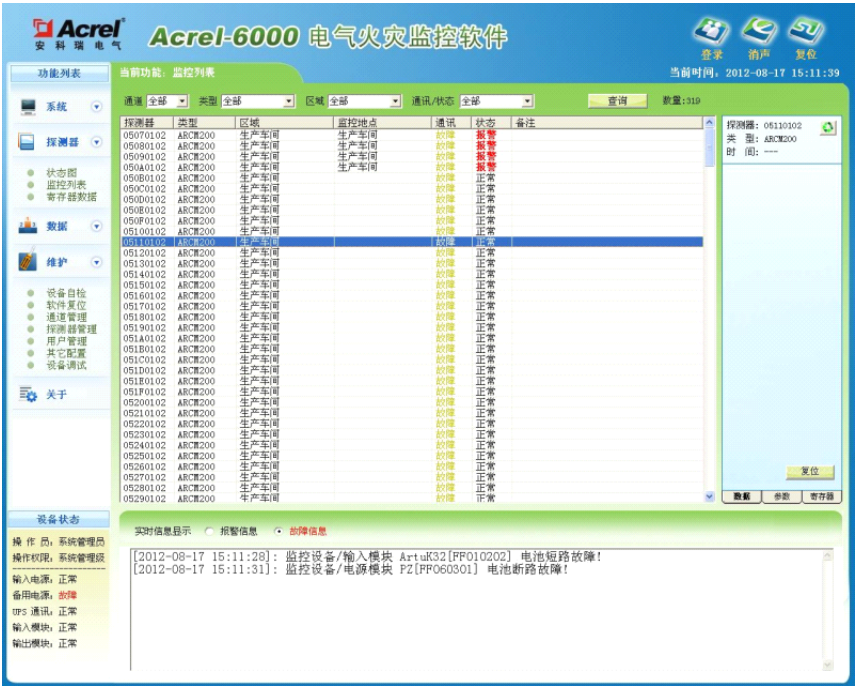 Acrel
安科瑞电气
Acrel-6000 电气火灾监控软件
登录 消声 复位
功能列表
当前功能: 监控列表
当前时间: 2012-08-17 15:11:39
通道 全部 类型 全部 区域 全部 通讯/状态 全部 查询 数量:319
系统
探测器
状态图
监控列表
寄存器数据
数据
维护
设备自检
软件复位
通道管理
探测器管理
用户管理
其它配置
设备调试
关于
探测器 类型 区域 监控地点 通讯 状态 备注
05070102 ARCM200 生产车间 生产车间 故障 报警
05080102 ARCM200 生产车间 生产车间 故障 报警
05090102 ARCM200 生产车间 生产车间 故障 报警
050A0102 ARCM200 生产车间 生产车间 故障 报警
050B0102 ARCM200 生产车间 故障 正常
050C0102 ARCM200 生产车间 故障 正常
050D0102 ARCM200 生产车间 故障 正常
050E0102 ARCM200 生产车间 故障 正常
050F0102 ARCM200 生产车间 故障 正常
05100102 ARCM200 生产车间 故障 正常
05110102 ARCM200 生产车间 故障 正常
05120102 ARCM200 生产车间 故障 正常
05130102 ARCM200 生产车间 故障 正常
05140102 ARCM200 生产车间 故障 正常
05150102 ARCM200 生产车间 故障 正常
05160102 ARCM200 生产车间 故障 正常
05170102 ARCM200 生产车间 故障 正常
05180102 ARCM200 生产车间 故障 正常
05190102 ARCM200 生产车间 故障 正常
051A0102 ARCM200 生产车间 故障 正常
051B0102 ARCM200 生产车间 故障 正常
051C0102 ARCM200 生产车间 故障 正常
051D0102 ARCM200 生产车间 故障 正常
051E0102 ARCM200 生产车间 故障 正常
051F0102 ARCM200 生产车间 故障 正常
05200102 ARCM200 生产车间 故障 正常
05210102 ARCM200 生产车间 故障 正常
05220102 ARCM200 生产车间 故障 正常
05230102 ARCM200 生产车间 故障 正常
05240102 ARCM200 生产车间 故障 正常
05250102 ARCM200 生产车间 故障 正常
05260102 ARCM200 生产车间 故障 正常
05270102 ARCM200 生产车间 故障 正常
05280102 ARCM200 生产车间 故障 正常
05290102 ARCM200 生产车间 故障 正常
探测器: 05110102
类 型: ARCM200
时 间: ---
复位
数据 参数 寄存器
设备状态
操 作 员: 系统管理员
操作权限: 系统管理级
输入电源: 正常
备用电源: 故障
UPS 通讯: 正常
输入模块: 正常
输出模块: 正常
实时信息显示 报警信息 故障信息
[2012-08-17 15:11:28]: 监控设备/输入模块 ArtuK32[FF010202] 电池短路故障!
[2012-08-17 15:11:31]: 监控设备/电源模块 PZ[FF060301] 电池断路故障!